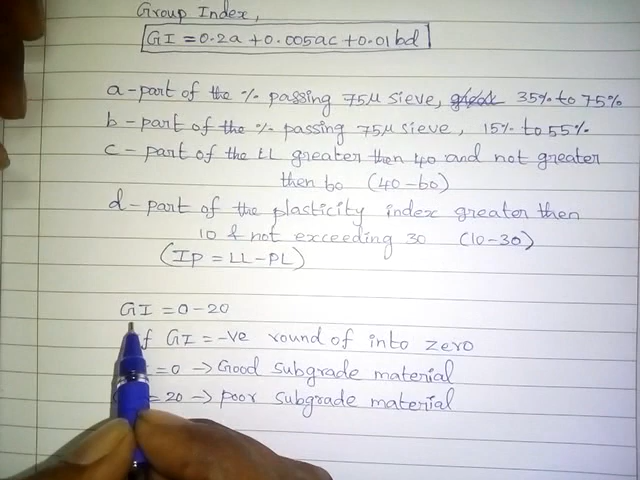 Group Index,
GI = 0.2a + 0.005ac + 0.01bd
a - part of the % passing 75μ sieve, 35% to 75%
b - part of the % passing 75μ sieve, 15% to 55%
c - part of the LL greater then 40 and not greater
then 60 (40-60)
d - part of the plasticity index greater then
10 & not exceeding 30 (10-30)
(IP = LL - PL)
GI = 0-20
If GI = -ve round of into zero
= 0 → Good subgrade material
= 20 → poor subgrade material